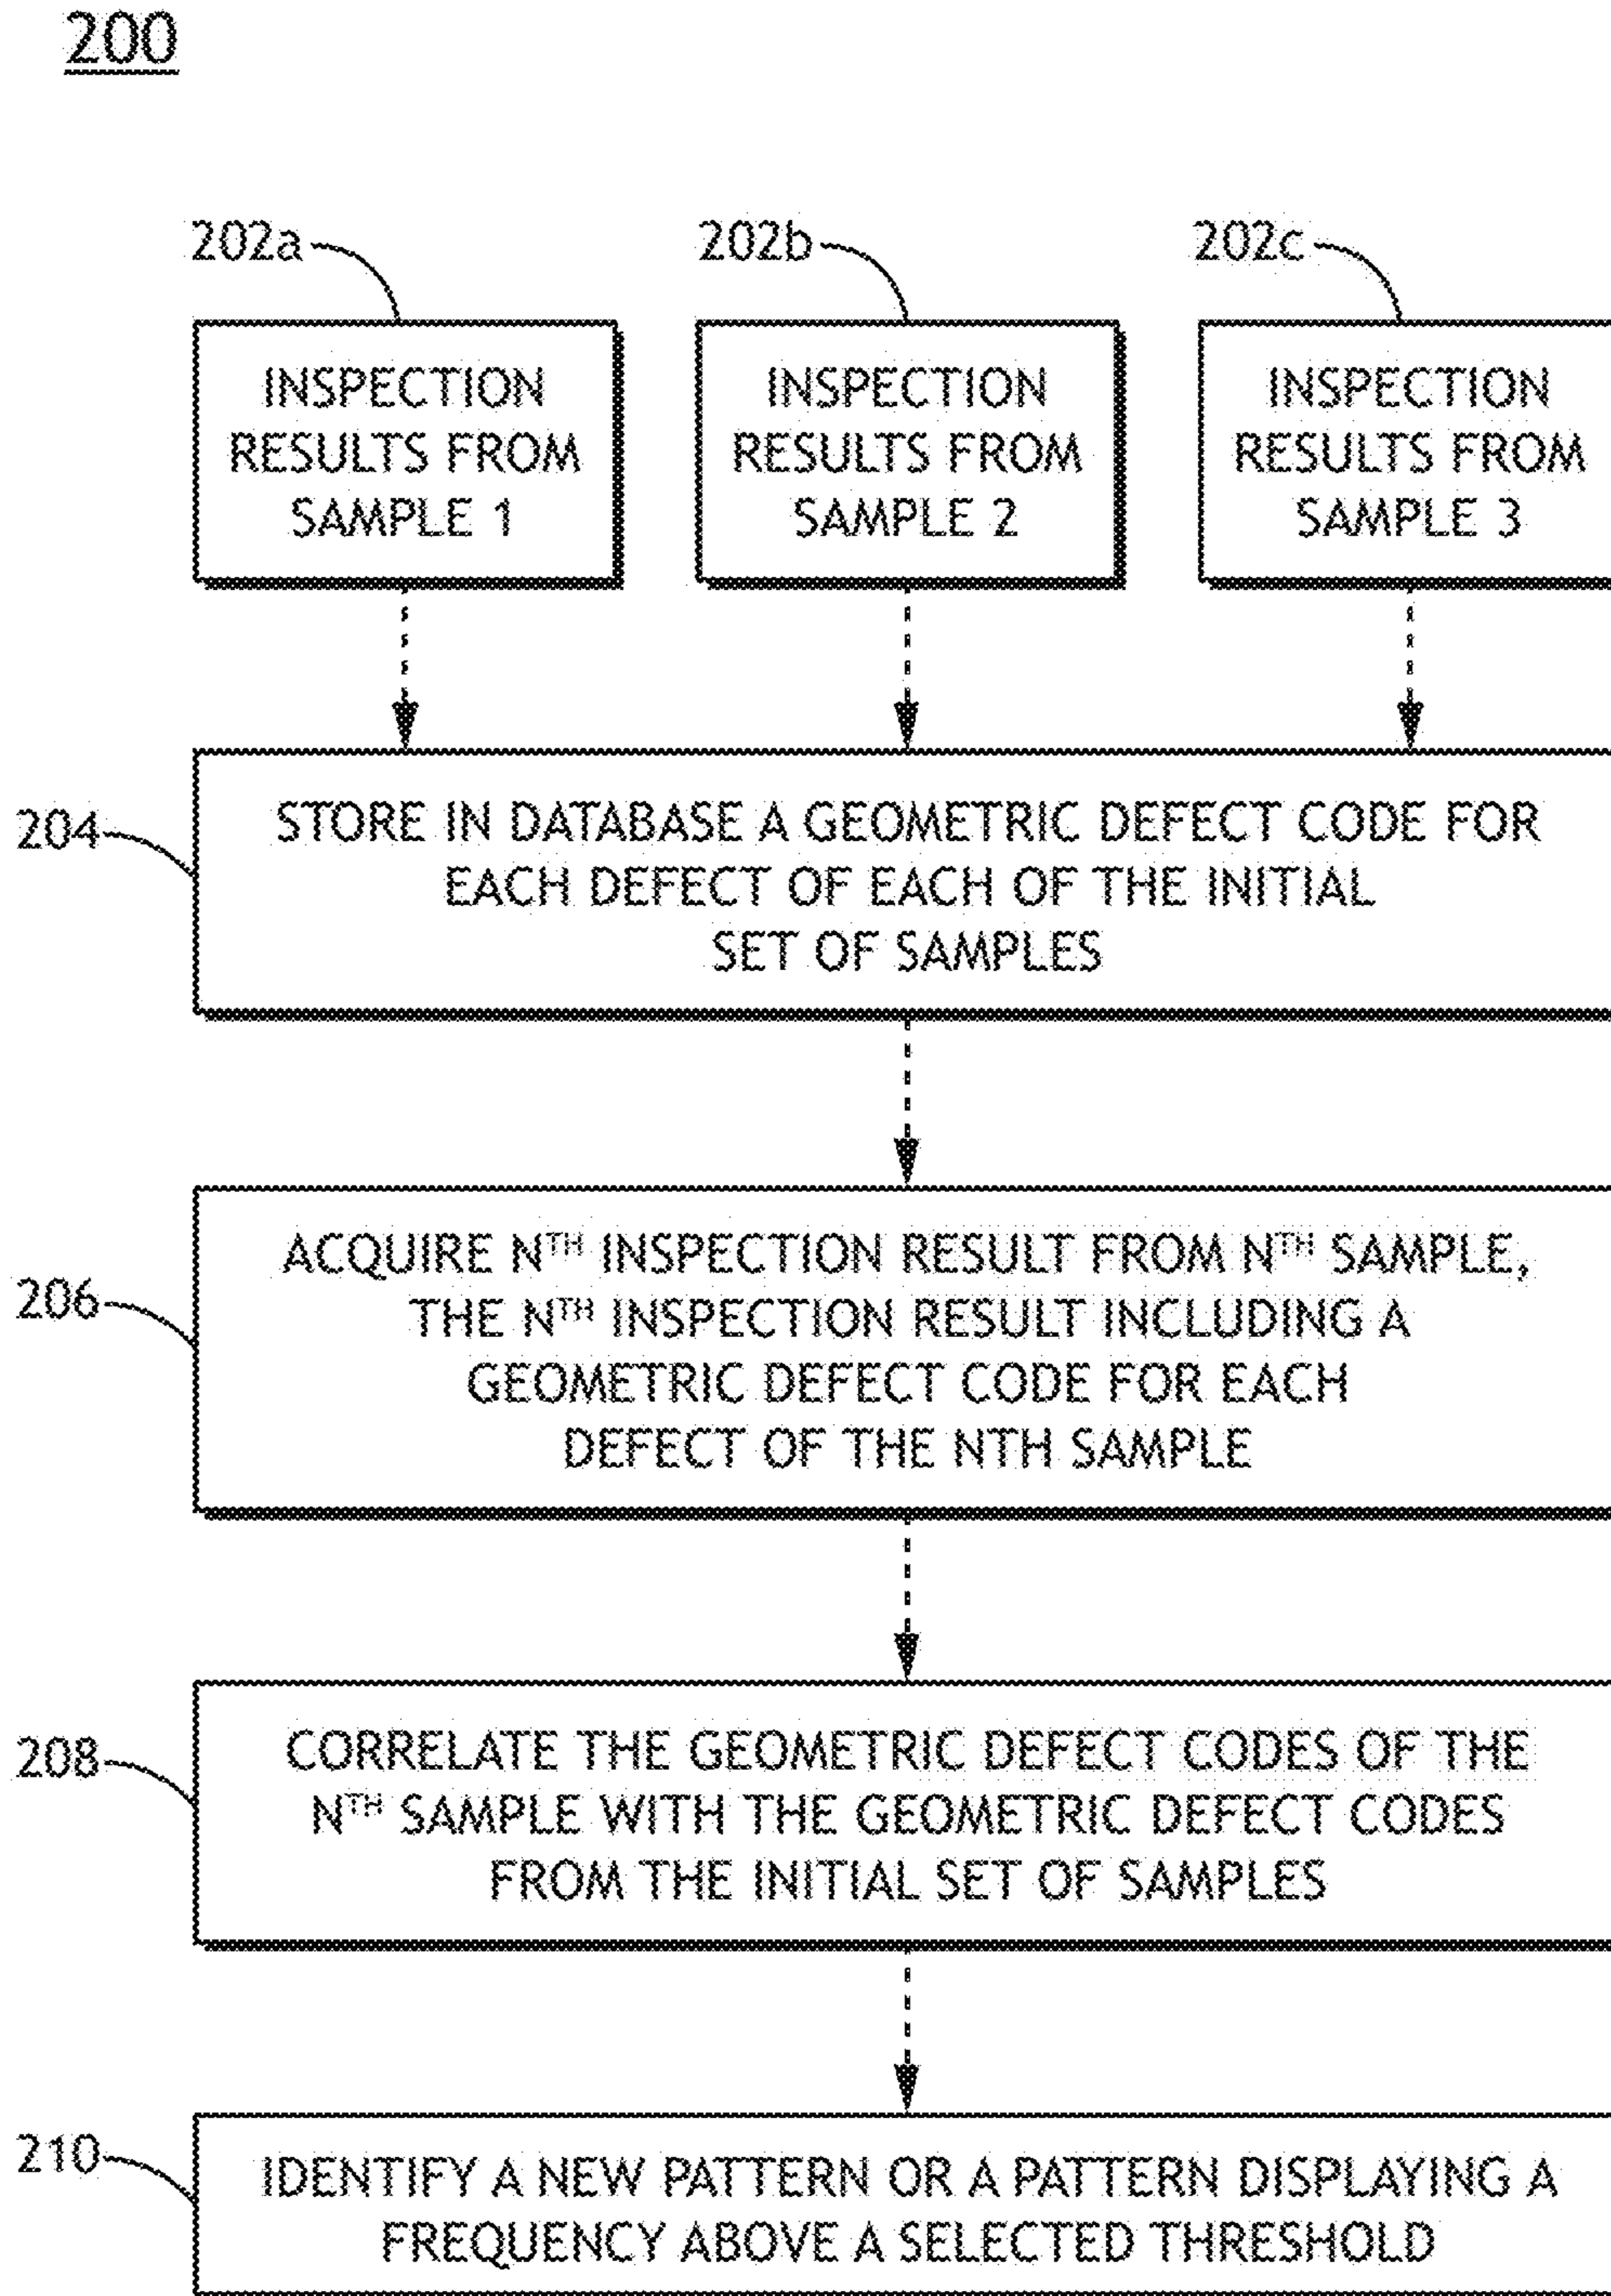 200
202a
202b
202c
INSPECTION
RESULTS FROM
SAMPLE 1
INSPECTION
RESULTS FROM
SAMPLE 2
INSPECTION
RESULTS FROM
SAMPLE 3
204
STORE IN DATABASE A GEOMETRIC DEFECT CODE FOR
EACH DEFECT OF EACH OF THE INITIAL
SET OF SAMPLES
206
ACQUIRE Nᵀᴴ INSPECTION RESULT FROM Nᵀᴴ SAMPLE,
THE Nᵀᴴ INSPECTION RESULT INCLUDING A
GEOMETRIC DEFECT CODE FOR EACH
DEFECT OF THE NTH SAMPLE
208
CORRELATE THE GEOMETRIC DEFECT CODES OF THE
Nᵀᴴ SAMPLE WITH THE GEOMETRIC DEFECT CODES
FROM THE INITIAL SET OF SAMPLES
210
IDENTIFY A NEW PATTERN OR A PATTERN DISPLAYING A
FREQUENCY ABOVE A SELECTED THRESHOLD